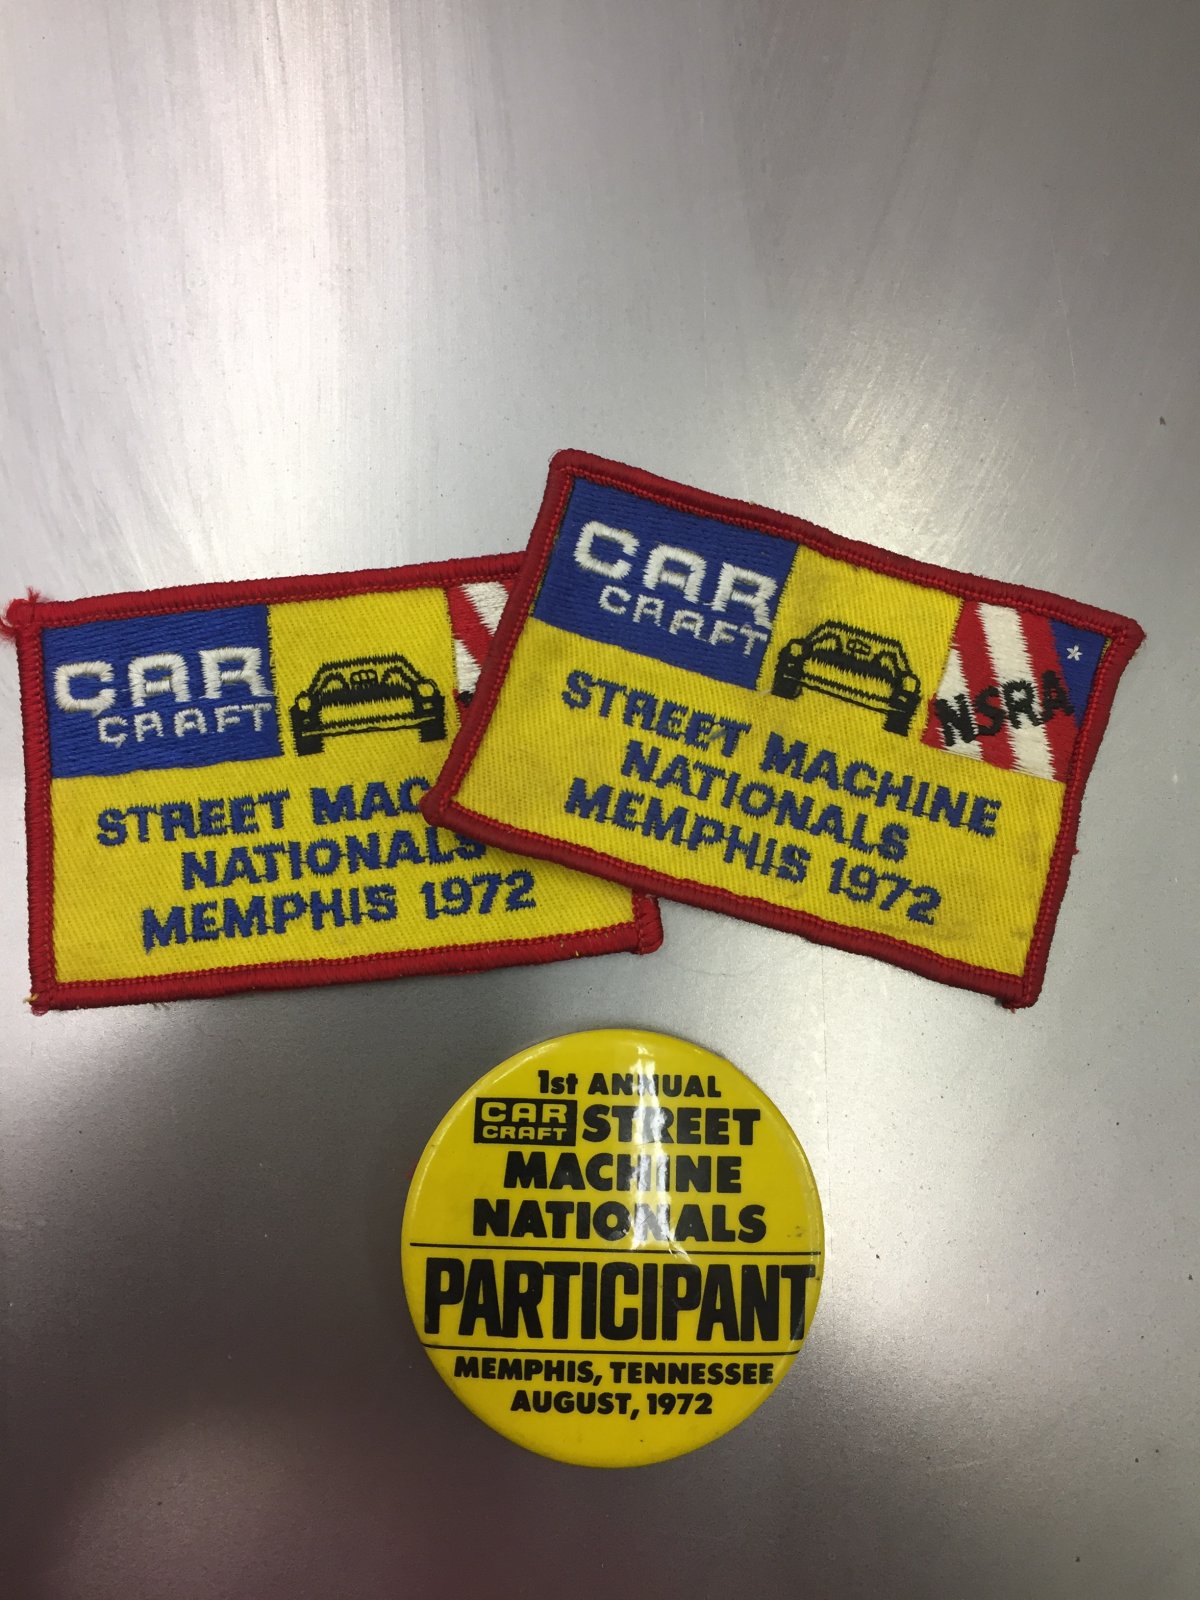 CAR
CRAFT
STREET MAC
NATIONALS
MEMPHIS 1972
CAR
CRAFT
NSRA
STREET MACHINE
NATIONALS
MEMPHIS 1972
1st ANNUAL
CAR CRAFT STREET
MACHINE
NATIONALS
PARTICIPANT
MEMPHIS, TENNESSEE
AUGUST, 1972